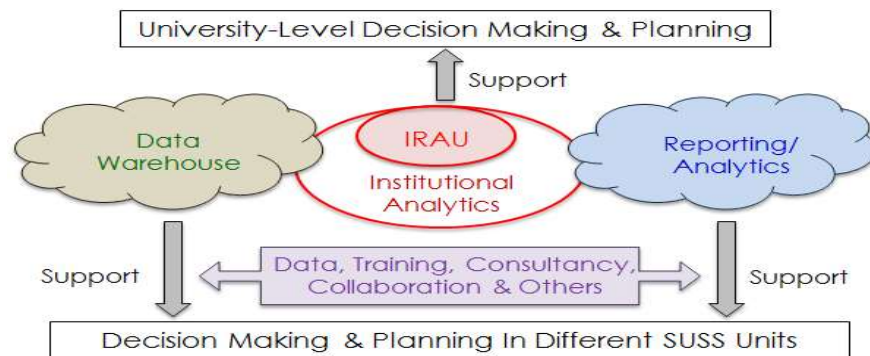 University-Level Decision Making & Planning
Support
Data
Warehouse
IRAU
Institutional
Analytics
Reporting/
Analytics
Support
Data, Training, Consultancy,
Collaboration & Others
Support
Decision Making & Planning In Different SUSS Units